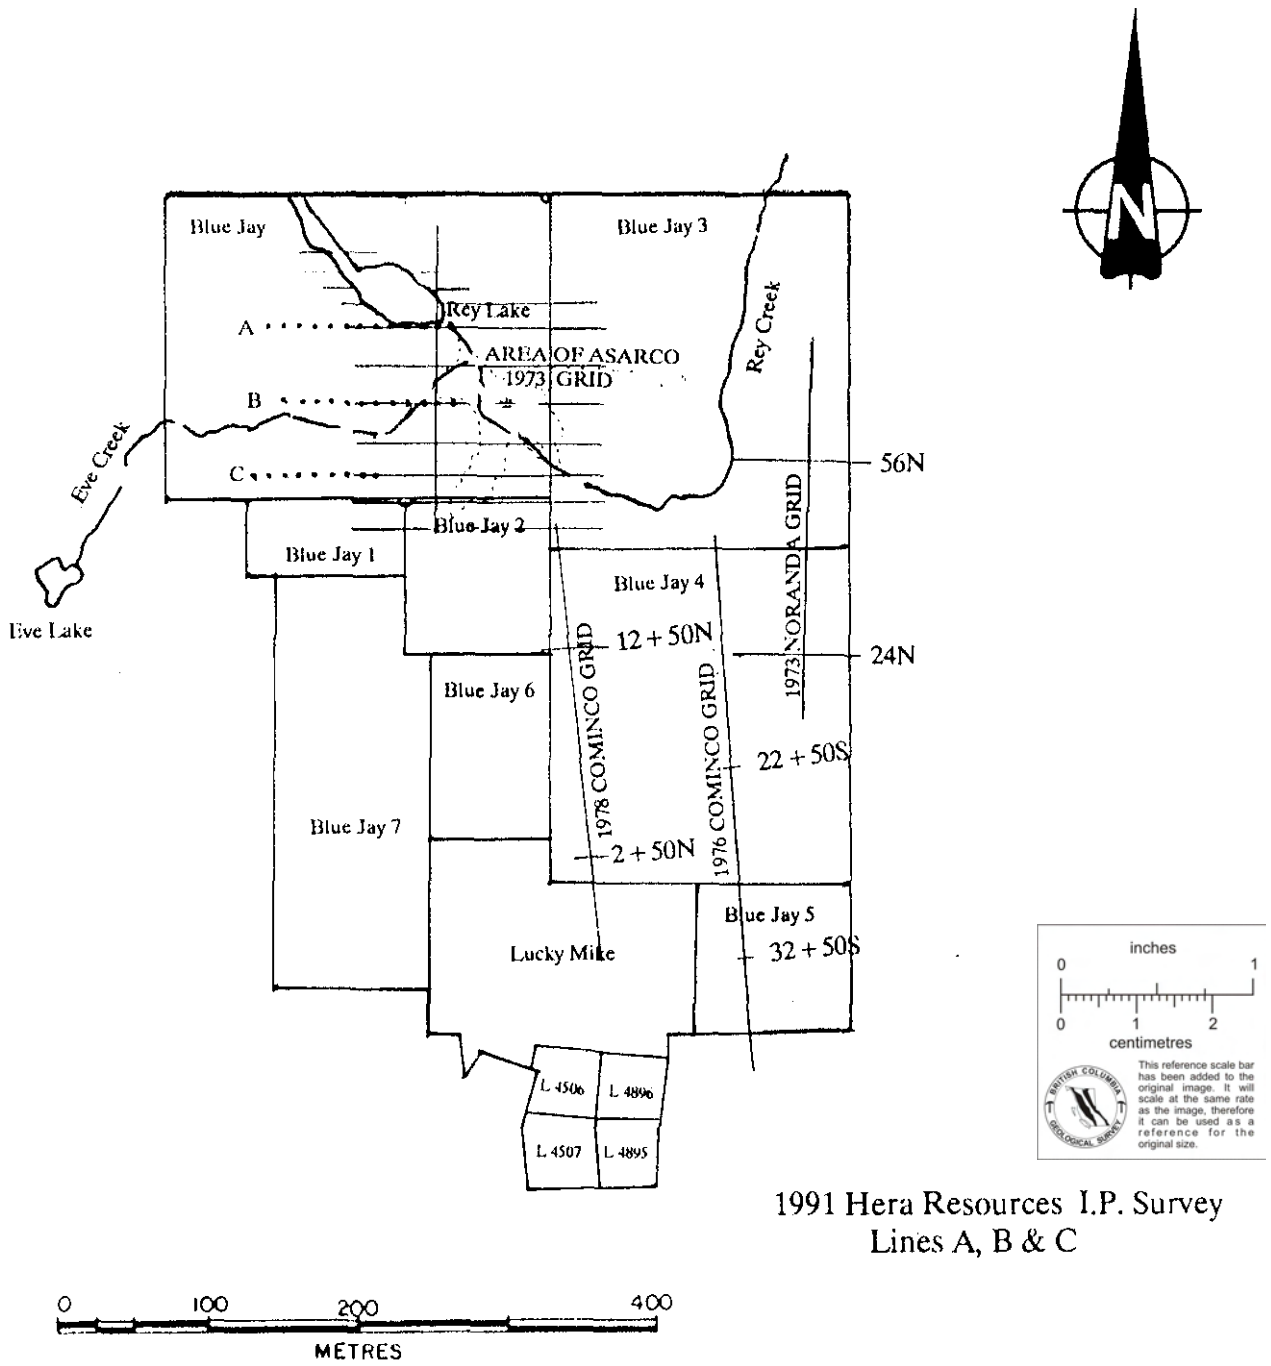 N
Blue Jay
Blue Jay 3
Rey Creek
Rey Lake
A
AREA OF ASARCO
1973 GRID
B
Eve Creek
C
56N
Blue Jay 2
Blue Jay 1
Blue Jay 4
1973 NORANDA GRID
Eve Lake
12 + 50N
24N
1978 COMINCO GRID
1976 COMINCO GRID
Blue Jay 6
22 + 50S
Blue Jay 7
2 + 50N
Blue Jay 5
Lucky Mike
32 + 50S
inches
0 1
0 1 2
centimetres
This reference scale bar
has been added to the
original image. It will
scale at the same rate
as the image, therefore
it can be used as a
reference for the
original size.
BRITISH COLUMBIA
GEOLOGICAL SURVEY
L 4506
L 4896
L 4507
L 4895
1991 Hera Resources I.P. Survey
Lines A, B & C
0 100 200 400
METRES